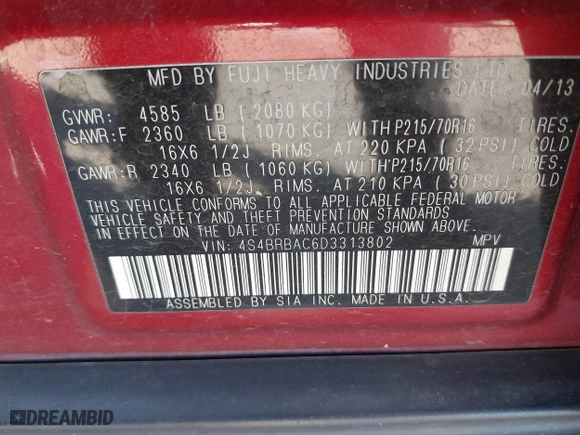 MFD BY FUJI HEAVY INDUSTRIES LTD.
DATE: 04/13
GVWR: 4585 LB (2080 KG)
GAWR:F 2360 LB (1070 KG) WITH P215/70R16 TIRES.
16X6 1/2J RIMS. AT 220 KPA (32 PSI) COLD
GAWR:R 2340 LB (1060 KG) WITH P215/70R16 TIRES.
16X6 1/2J. RIMS. AT 210 KPA (30 PSI) COLD.
THIS VEHICLE CONFORMS TO ALL APPLICABLE FEDERAL MOTOR
VEHICLE SAFETY AND THEFT PREVENTION STANDARDS
IN EFFECT ON THE DATE OF MANUFACTURE SHOWN ABOVE.
VIN: 4S4BRBAC6D3313802 MPV
ASSEMBLED BY SIA INC. MADE IN U.S.A.
DREAMBID